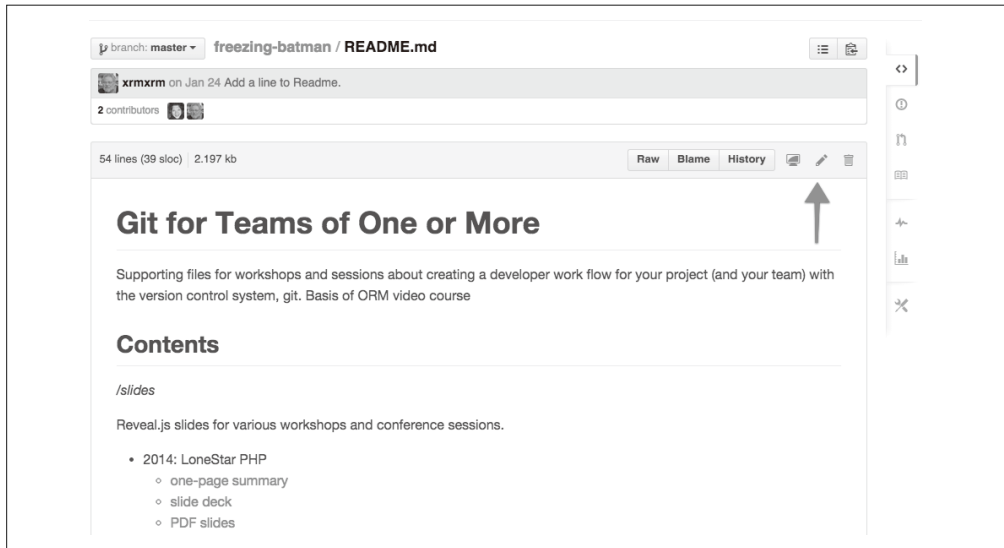 branch: master
freezing-batman / README.md
xrmxrm on Jan 24 Add a line to Readme.
2 contributors
54 lines (39 sloc) 2.197 kb
Raw Blame History
Git for Teams of One or More
Supporting files for workshops and sessions about creating a developer work flow for your project (and your team) with
the version control system, git. Basis of ORM video course
Contents
/slides
Reveal.js slides for various workshops and conference sessions.
• 2014: LoneStar PHP
◦ one-page summary
◦ slide deck
◦ PDF slides